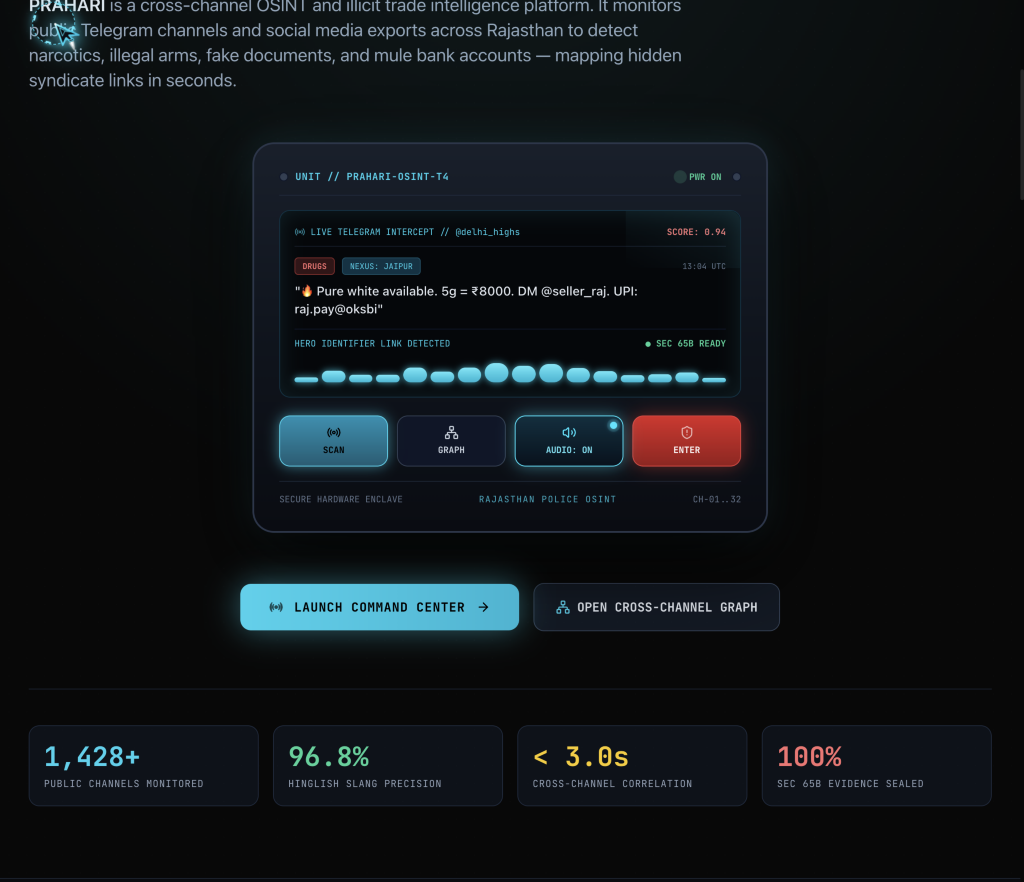 PRAHARI is a cross-channel OSINT and illicit trade intelligence platform. It monitors
public Telegram channels and social media exports across Rajasthan to detect
narcotics, illegal arms, fake documents, and mule bank accounts — mapping hidden
syndicate links in seconds.
UNIT // PRAHARI-OSINT-T4
PWR ON
LIVE TELEGRAM INTERCEPT // @delhi_highs
SCORE: 0.94
DRUGS
NEXUS: JAIPUR
13:04 UTC
"🔥 Pure white available. 5g = ₹8000. DM @seller_raj. UPI:
raj.pay@oksbi"
HERO IDENTIFIER LINK DETECTED
● SEC 65B READY
SCAN
GRAPH
AUDIO: ON
ENTER
SECURE HARDWARE ENCLAVE
RAJASTHAN POLICE OSINT
CH-01..32
LAUNCH COMMAND CENTER →
OPEN CROSS-CHANNEL GRAPH
1,428+
PUBLIC CHANNELS MONITORED
96.8%
HINGLISH SLANG PRECISION
< 3.0s
CROSS-CHANNEL CORRELATION
100%
SEC 65B EVIDENCE SEALED